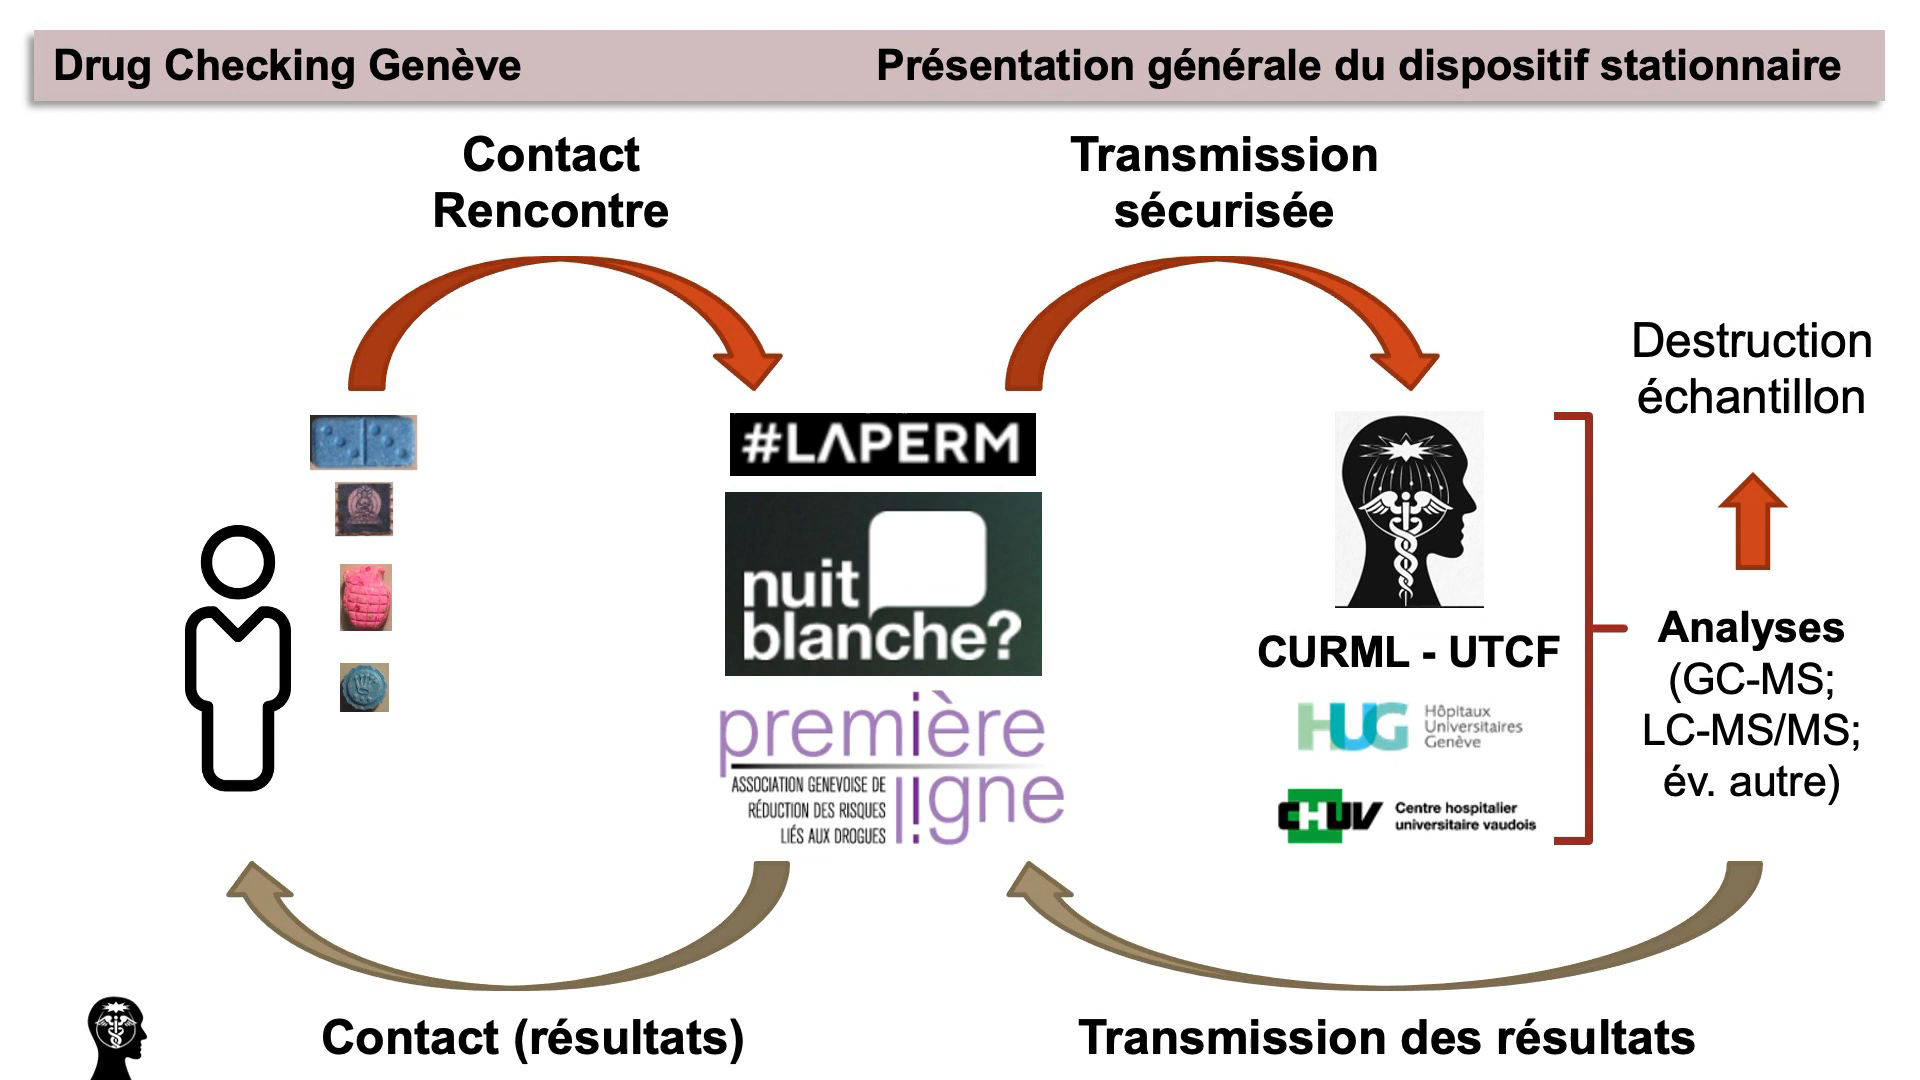 Drug Checking Genève
Présentation générale du dispositif stationnaire
Contact
Rencontre
Transmission
sécurisée
Destruction
échantillon
#LAPERM
nuit
blanche?
première
ligne
ASSOCIATION GENEVOISE DE
RÉDUCTION DES RISQUES
LIÉS AUX DROGUES
CURML - UTCF
HUG
Hôpitaux
Universitaires
Genève
CHUV
Centre hospitalier
universitaire vaudois
Analyses
(GC-MS;
LC-MS/MS;
év. autre)
Contact (résultats)
Transmission des résultats